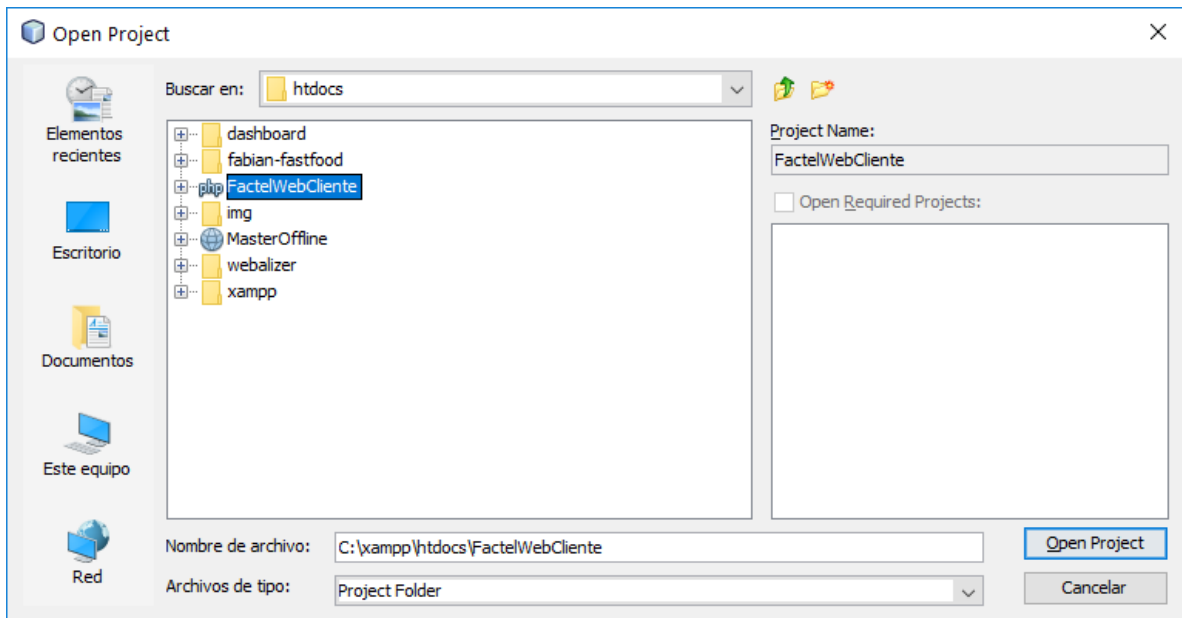 Open Project
Buscar en: htdocs
Elementos recientes
Escritorio
Documentos
Este equipo
Red
dashboard
fabian-fastfood
php FactelWebCliente
img
MasterOffline
webalizer
xampp
Project Name:
FactelWebCliente
Open Required Projects:
Nombre de archivo: C:\xampp\htdocs\FactelWebCliente
Open Project
Archivos de tipo: Project Folder
Cancelar